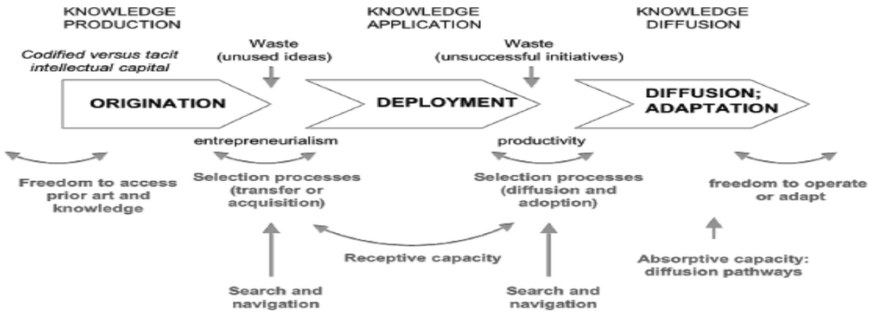 KNOWLEDGE
PRODUCTION
KNOWLEDGE
APPLICATION
KNOWLEDGE
DIFFUSION
Codified versus tacit
intellectual capital
Waste
(unused ideas)
Waste
(unsuccessful initiatives)
ORIGINATION
DEPLOYMENT
DIFFUSION;
ADAPTATION
entrepreneurialism
productivity
Freedom to access
prior art and
knowledge
Selection processes
(transfer or
acquisition)
Selection processes
(diffusion and
adoption)
freedom to operate
or adapt
Receptive capacity
Absorptive capacity:
diffusion pathways
Search and
navigation
Search and
navigation